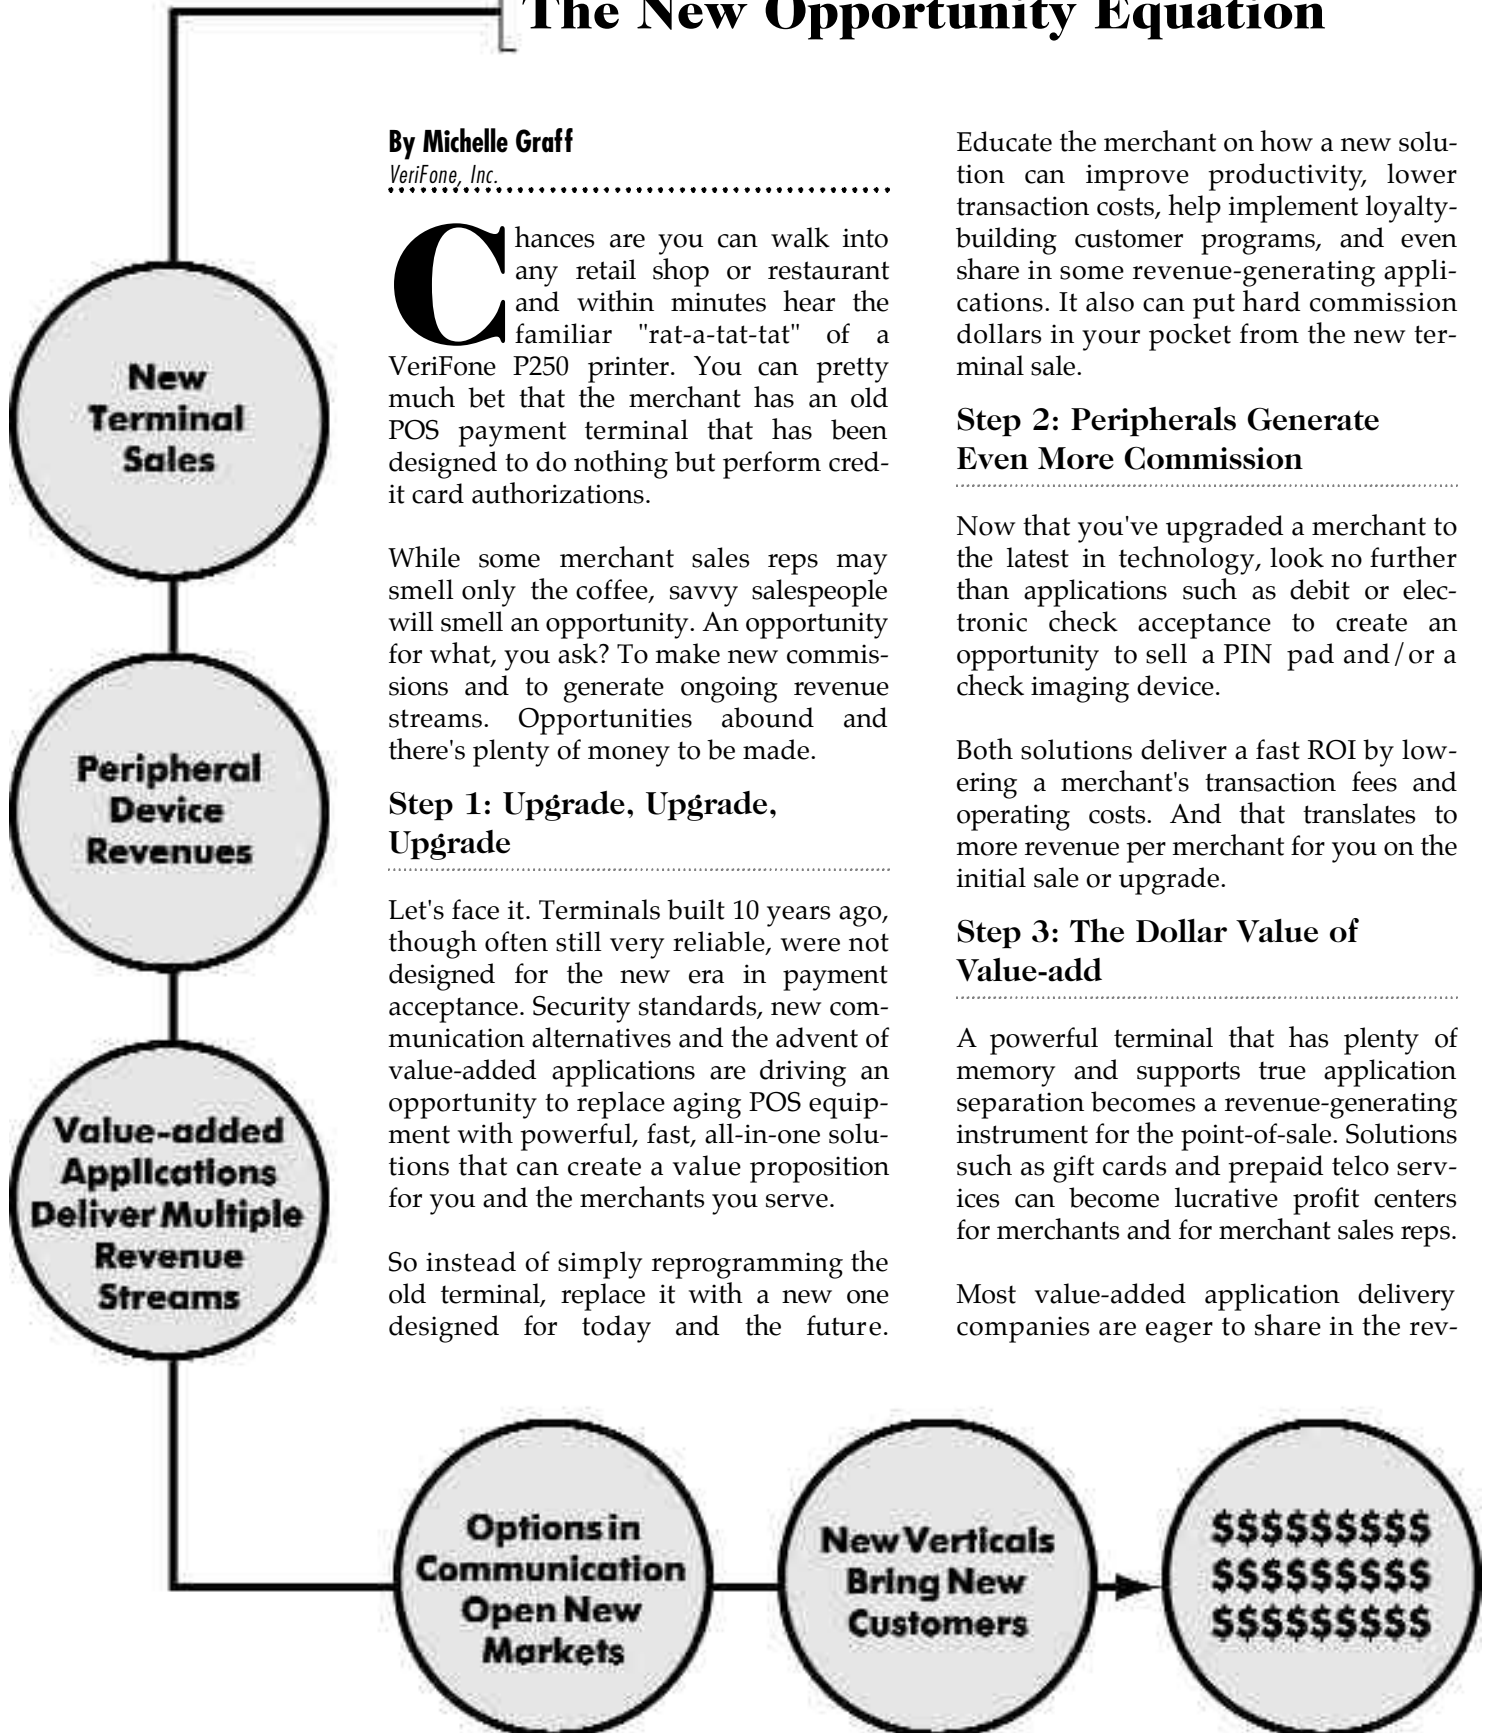 The New Opportunity Equation
By Michelle Graff
VeriFone, Inc.
Chances are you can walk into
any retail shop or restaurant
and within minutes hear the
familiar "rat-a-tat-tat" of a
VeriFone P250 printer. You can pretty
much bet that the merchant has an old
POS payment terminal that has been
designed to do nothing but perform cred-
it card authorizations.
While some merchant sales reps may
smell only the coffee, savvy salespeople
will smell an opportunity. An opportunity
for what, you ask? To make new commis-
sions and to generate ongoing revenue
streams. Opportunities abound and
there's plenty of money to be made.
Step 1: Upgrade, Upgrade,
Upgrade
Let's face it. Terminals built 10 years ago,
though often still very reliable, were not
designed for the new era in payment
acceptance. Security standards, new com-
munication alternatives and the advent of
value-added applications are driving an
opportunity to replace aging POS equip-
ment with powerful, fast, all-in-one solu-
tions that can create a value proposition
for you and the merchants you serve.
So instead of simply reprogramming the
old terminal, replace it with a new one
designed for today and the future.
Educate the merchant on how a new solu-
tion can improve productivity, lower
transaction costs, help implement loyalty-
building customer programs, and even
share in some revenue-generating appli-
cations. It also can put hard commission
dollars in your pocket from the new ter-
minal sale.
Step 2: Peripherals Generate
Even More Commission
Now that you've upgraded a merchant to
the latest in technology, look no further
than applications such as debit or elec-
tronic check acceptance to create an
opportunity to sell a PIN pad and/or a
check imaging device.
Both solutions deliver a fast ROI by low-
ering a merchant's transaction fees and
operating costs. And that translates to
more revenue per merchant for you on the
initial sale or upgrade.
Step 3: The Dollar Value of
Value-add
A powerful terminal that has plenty of
memory and supports true application
separation becomes a revenue-generating
instrument for the point-of-sale. Solutions
such as gift cards and prepaid telco serv-
ices can become lucrative profit centers
for merchants and for merchant sales reps.
Most value-added application delivery
companies are eager to share in the rev-
New
Terminal
Sales
Peripheral
Device
Revenues
Value-added
Applications
Deliver Multiple
Revenue
Streams
Options in
Communication
Open New
Markets
New Verticals
Bring New
Customers
$$$$$$$$$
$$$$$$$$$
$$$$$$$$$